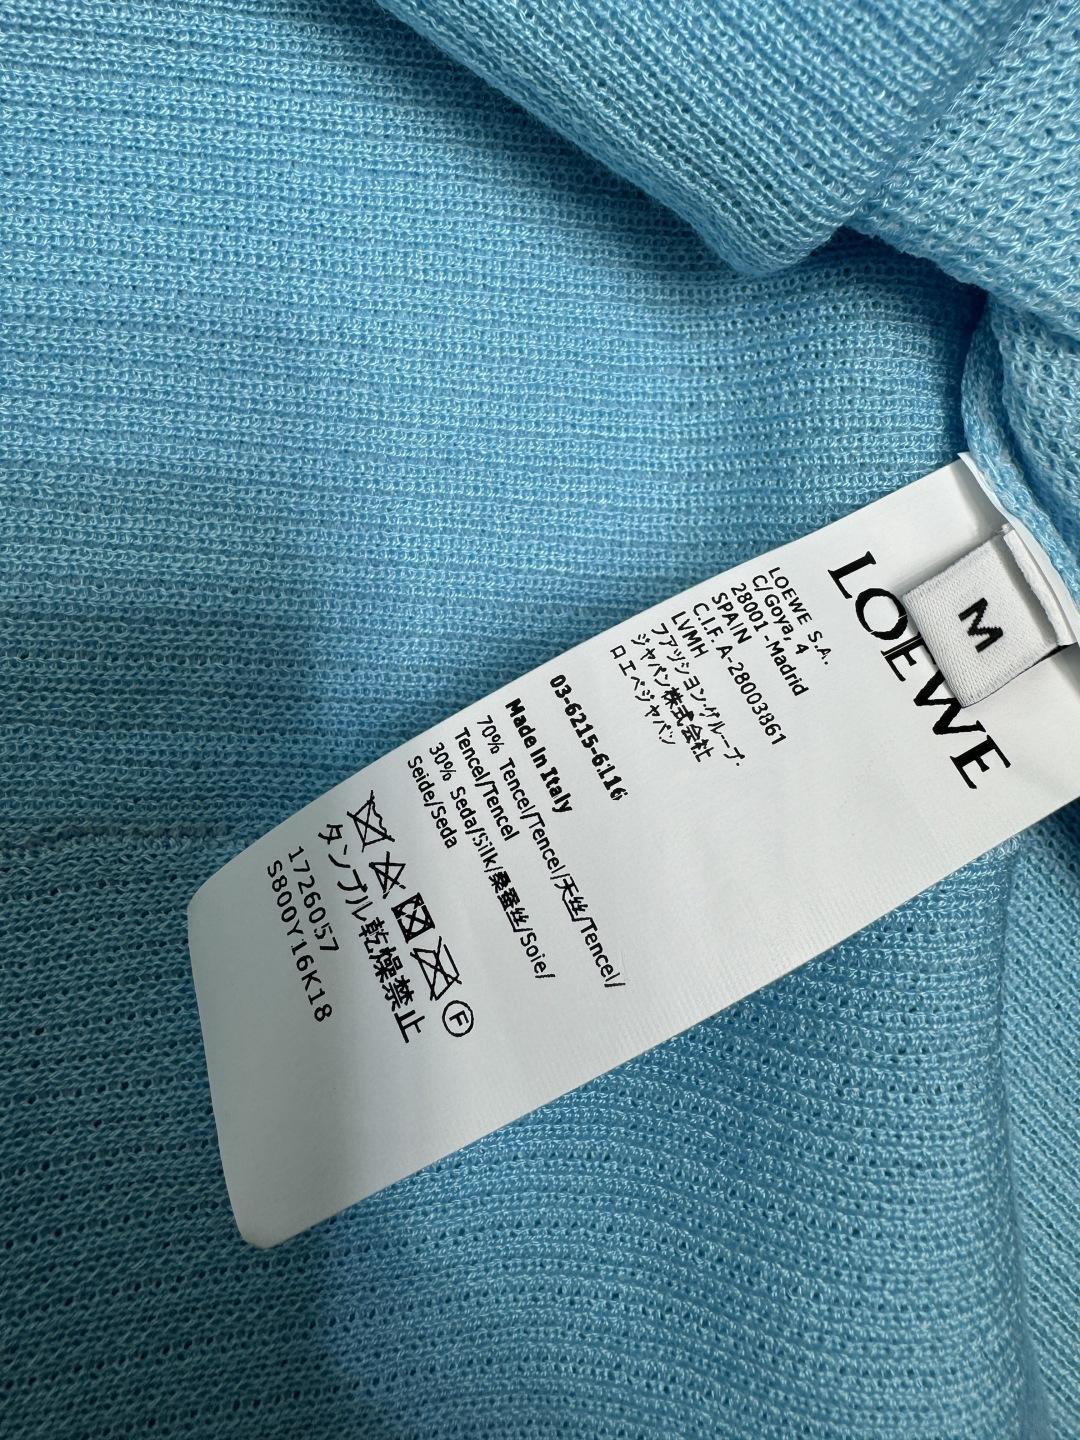 LOEWE
M
LOEWE S.A.
C/Goya, 4
28001 -Madrid
SPAIN
C.I.F. A-28003861
LVMH
ファッション・グループ・
ジャパン株式会社
ロエベジャパン
03-6215-6116
Made in Italy
70% Tencel/Tencel/天丝/Tencel/
Tencel/Tencel
30% Seda/Silk/桑蚕丝/Soie/
Seide/Seda
F
タンブル乾燥禁止
1726057
S800Y16K18